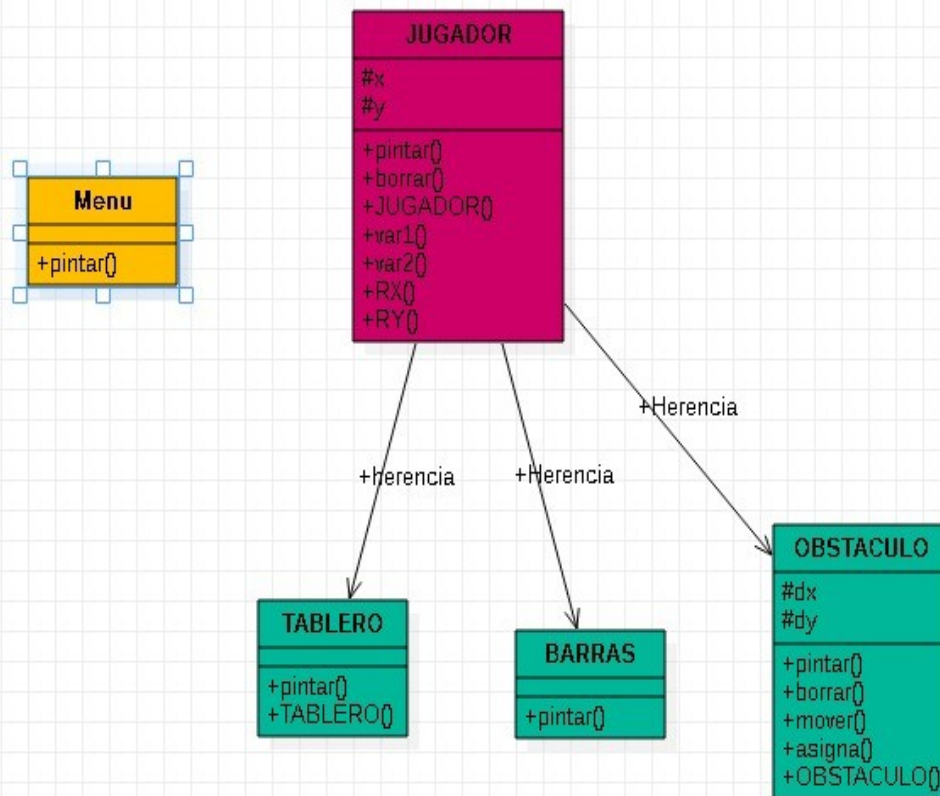 JUGADOR
#x
#y
+pintar()
+borrar()
+JUGADOR()
+var1()
+var2()
+RX()
+RY()
Menu
+pintar()
+Herencia
+herencia
+Herencia
TABLERO
+pintar()
+TABLERO()
BARRAS
+pintar()
OBSTACULO
#dx
#dy
+pintar()
+borrar()
+mover()
+asigna()
+OBSTACULO()